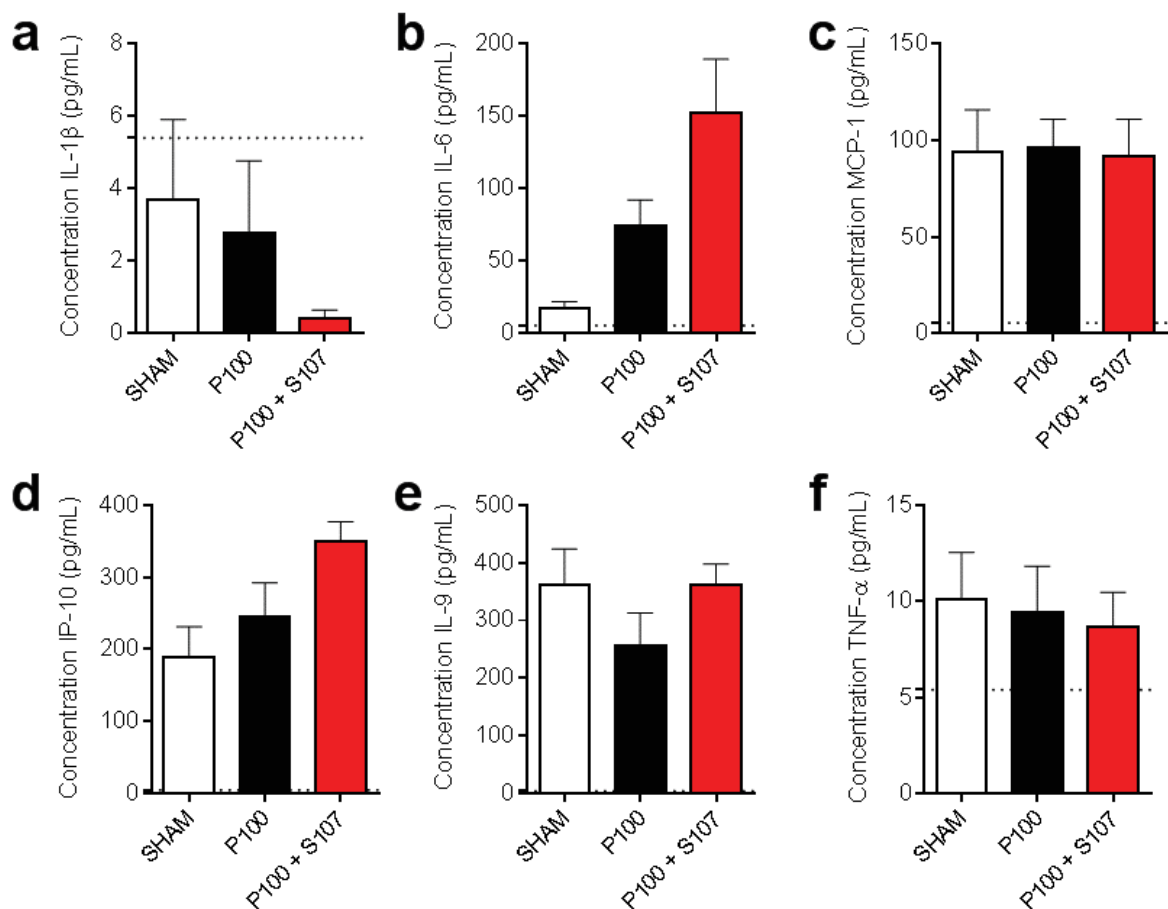 a
Concentration IL-1β (pg/mL)
8
6
4
2
0
SHAM
P100
P100 + S107
b
Concentration IL-6 (pg/mL)
200
150
100
50
0
SHAM
P100
P100 + S107
c
Concentration MCP-1 (pg/mL)
150
100
50
0
SHAM
P100
P100 + S107
d
Concentration IP-10 (pg/mL)
400
300
200
100
0
SHAM
P100
P100 + S107
e
Concentration IL-9 (pg/mL)
500
400
300
200
100
0
SHAM
P100
P100 + S107
f
Concentration TNF-α (pg/mL)
15
10
5
0
SHAM
P100
P100 + S107